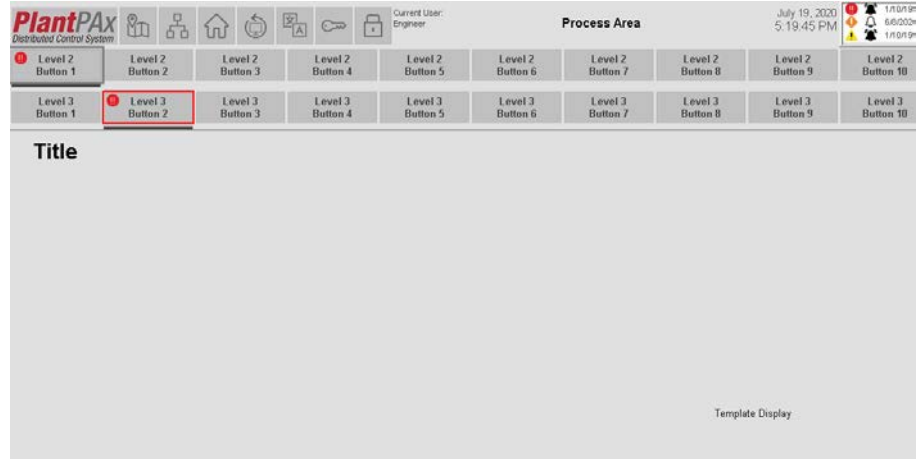 PlantPAx
Distributed Control System
Current User:
Engineer
Process Area
July 19, 2020
5:19:45 PM
Level 2 Button 1
Level 2 Button 2
Level 2 Button 3
Level 2 Button 4
Level 2 Button 5
Level 2 Button 6
Level 2 Button 7
Level 2 Button 8
Level 2 Button 9
Level 2 Button 10
Level 3 Button 1
Level 3 Button 2
Level 3 Button 3
Level 3 Button 4
Level 3 Button 5
Level 3 Button 6
Level 3 Button 7
Level 3 Button 8
Level 3 Button 9
Level 3 Button 10
Title
Template Display